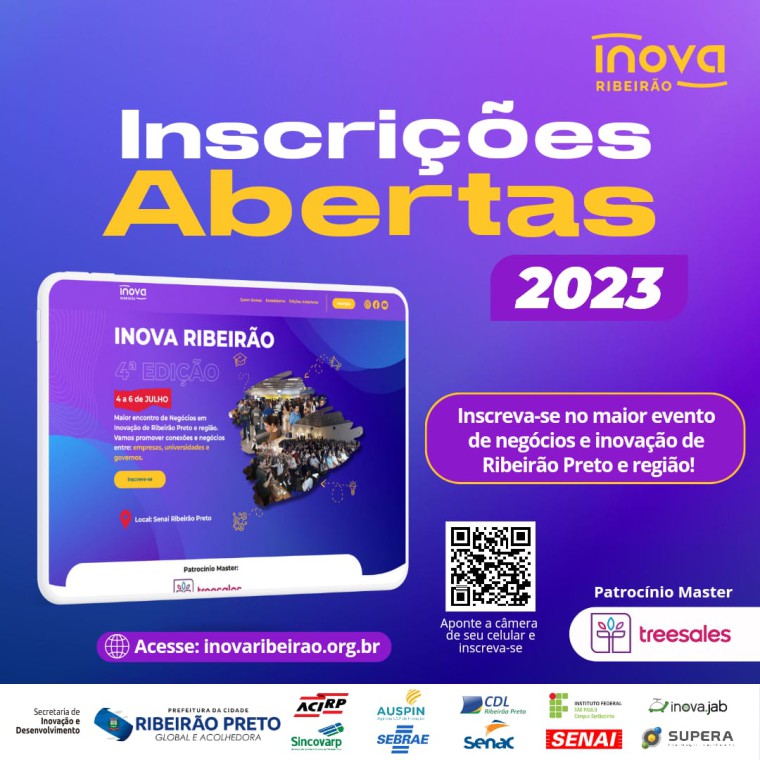 inova
RIBEIRÃO
Inscrições
Abertas
2023
inova
RIBEIRÃO
Quem Somos
Edições Anteriores
INOVA RIBEIRÃO
4ª EDIÇÃO
4 a 6 de JULHO
Maior encontro de Negócios em
Inovação de Ribeirão Preto e região.
Vamos promover conexões e negócios
entre: empresas, universidades e
governos.
Inscreva-se
Local: Senai Ribeirão Preto
Patrocínio Master:
treesales
Inscreva-se no maior evento
de negócios e inovação de
Ribeirão Preto e região!
Aponte a câmera
de seu celular e
inscreva-se
Patrocínio Master
treesales
Acesse: inovaribeirao.org.br
Secretaria de
Inovação e
Desenvolvimento
PREFEITURA DA CIDADE
RIBEIRÃO PRETO
GLOBAL E ACOLHEDORA
ACIRP
Sincovarp
AUSPIN
SEBRAE
CDL
Ribeirão Preto
Senac
INSTITUTO FEDERAL
SÃO PAULO
Câmpus Sertãozinho
SENAI
inova.jab
SUPERA